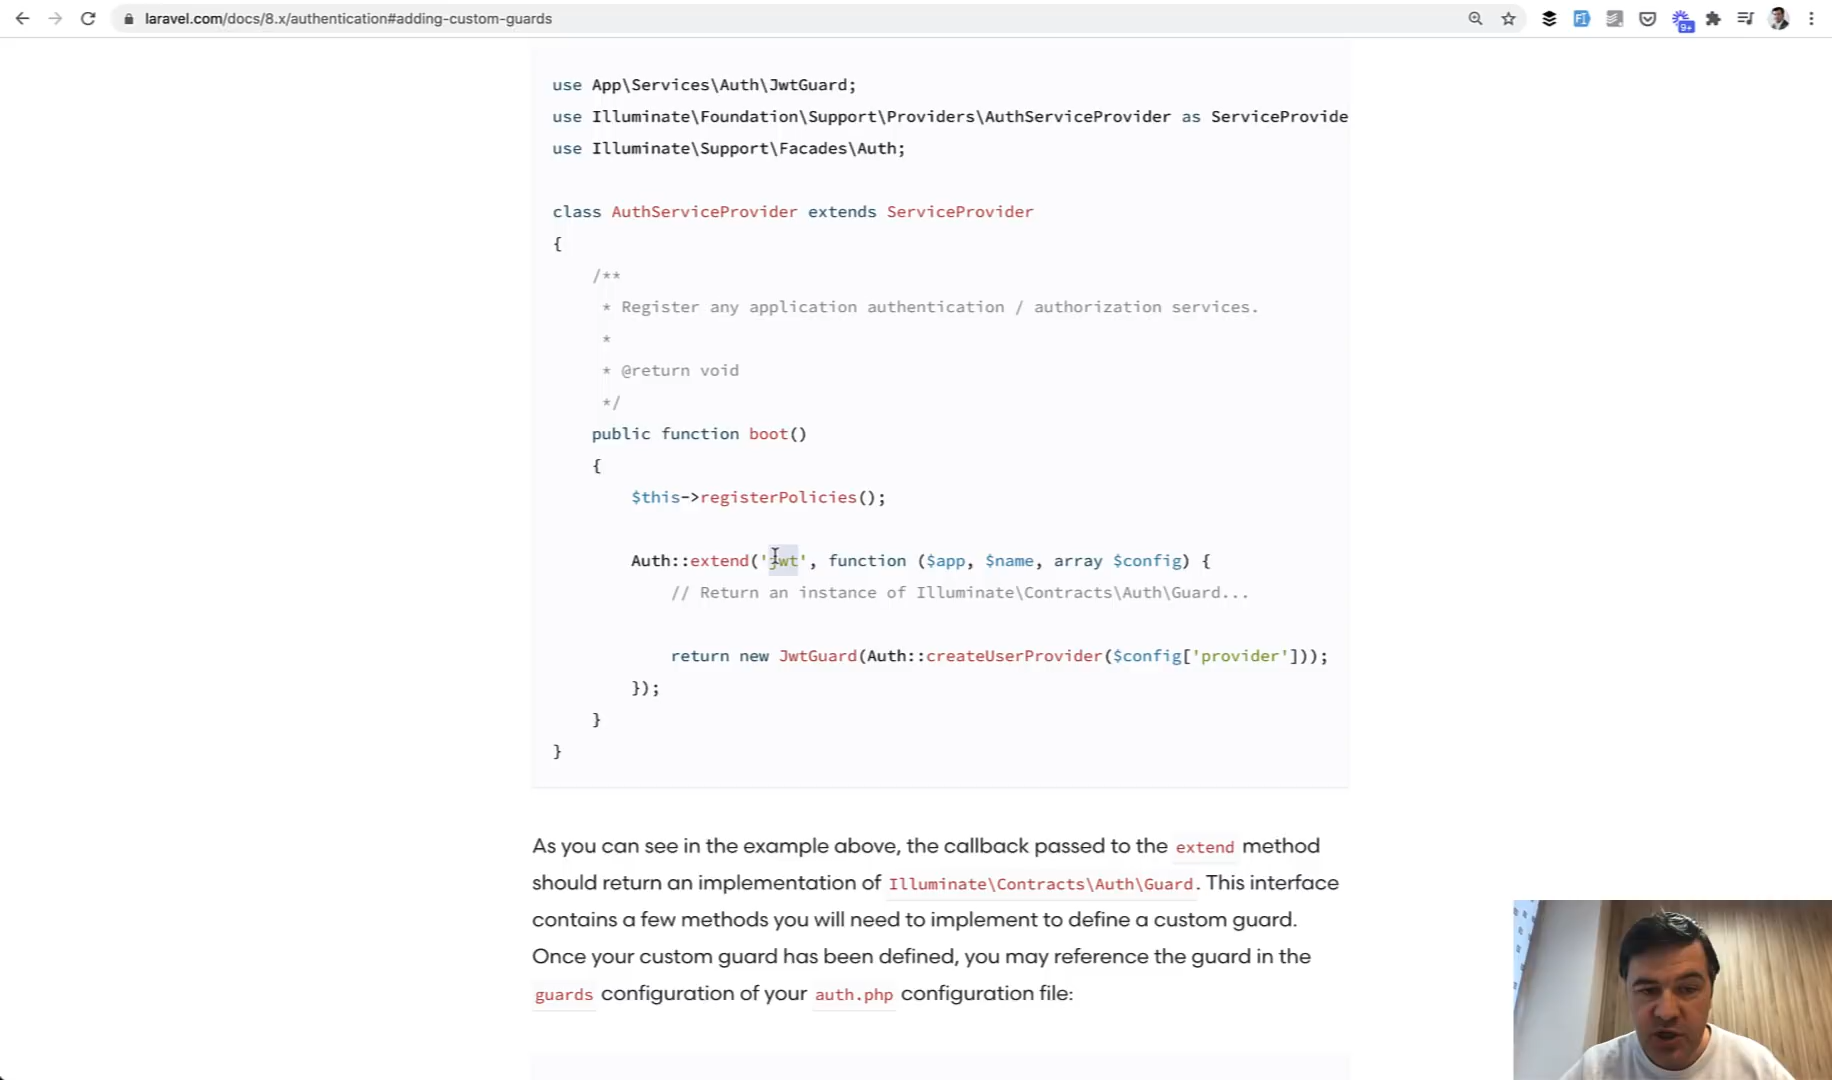 laravel.com/docs/8.x/authentication#adding-custom-guards
9+
use App\Services\Auth\JwtGuard;
use Illuminate\Foundation\Support\Providers\AuthServiceProvider as ServiceProvide
use Illuminate\Support\Facades\Auth;
class AuthServiceProvider extends ServiceProvider
{
/**
* Register any application authentication / authorization services.
*
* @return void
*/
public function boot()
{
$this->registerPolicies();
Auth::extend('jwt', function ($app, $name, array $config) {
// Return an instance of Illuminate\Contracts\Auth\Guard...
return new JwtGuard(Auth::createUserProvider($config['provider']));
});
}
}
As you can see in the example above, the callback passed to the extend method
should return an implementation of Illuminate\Contracts\Auth\Guard. This interface
contains a few methods you will need to implement to define a custom guard.
Once your custom guard has been defined, you may reference the guard in the
guards configuration of your auth.php configuration file: